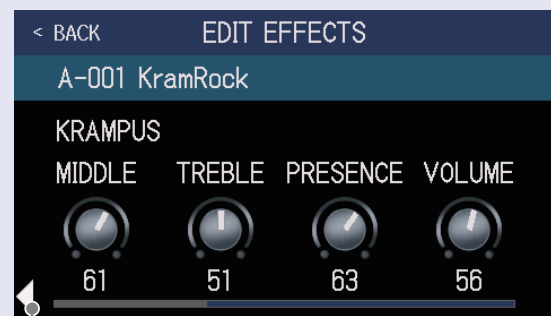 < BACK EDIT EFFECTS
A-001 KramRock
KRAMPUS
MIDDLE TREBLE PRESENCE VOLUME
61 51 63 56